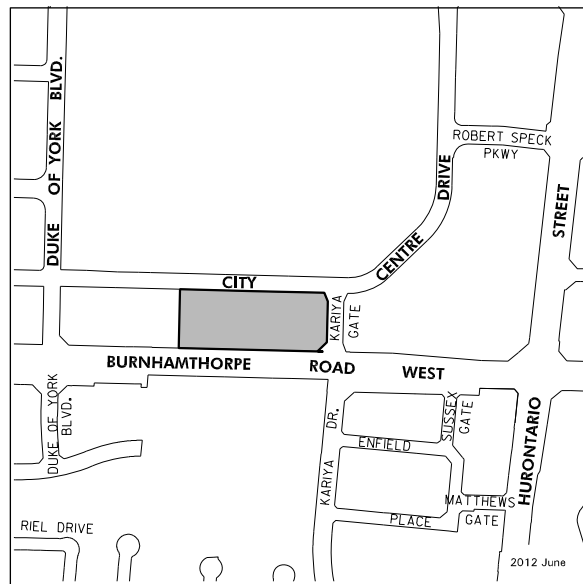 DUKE OF YORK BLVD.
ROBERT SPECK
PKWY
STREET
CITY CENTRE DRIVE
KARIYA
GATE
BURNHAMTHORPE ROAD WEST
DUKE OF YORK
BLVD.
KARIYA DR.
SUSSEX
GATE
ENFIELD
PLACE
MATTHEWS
GATE
HURONTARIO
RIEL DRIVE
2012 June